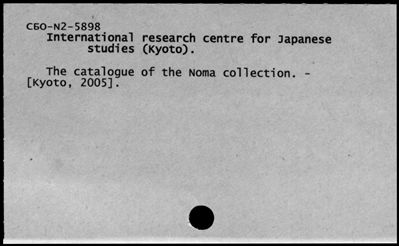 СБО-N2-5898
International research centre for Japanese
studies (Kyoto).
The catalogue of the Noma collection. -
[Kyoto, 2005].